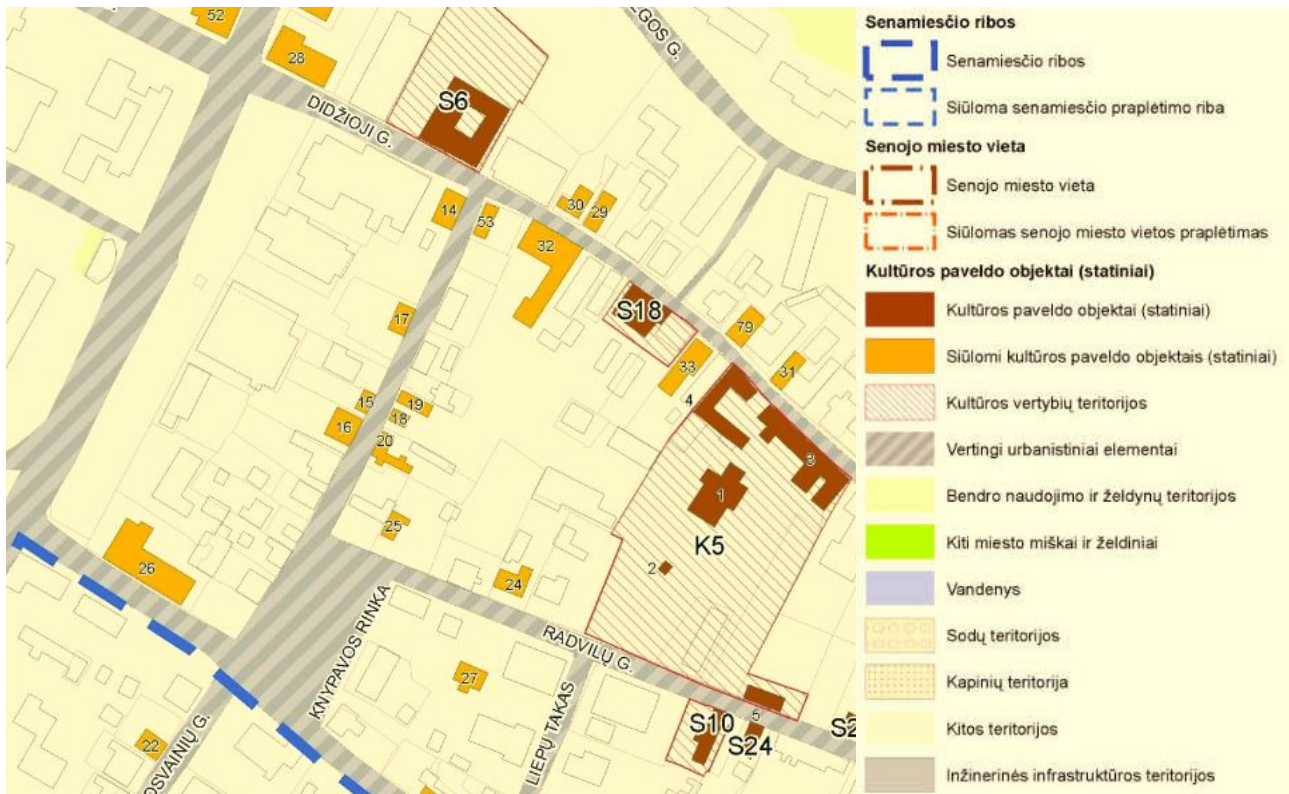 52
28
EGOS G.
S6
DIDŽIOJI G.
14
53
30
29
32
17
S18
79
33
31
15
19
16
18
20
4
3
1
25
K5
26
2
24
KNYPAVOS RINKA
RADVILŲ G.
27
LIEPŲ TAKAS
5
S10
S24
S2
22
OSVAINIŲ G.
Senamiesčio ribos
Senamiesčio ribos
Siūloma senamiesčio praplėtimo riba
Senojo miesto vieta
Senojo miesto vieta
Siūlomas senojo miesto vietos praplėtimas
Kultūros paveldo objektai (statiniai)
Kultūros paveldo objektai (statiniai)
Siūlomi kultūros paveldo objektais (statiniai)
Kultūros vertybių teritorijos
Vertingi urbanistiniai elementai
Bendro naudojimo ir želdynų teritorijos
Kiti miesto miškai ir želdiniai
Vandenys
Sodų teritorijos
Kapinių teritorija
Kitos teritorijos
Inžinerinės infrastruktūros teritorijos